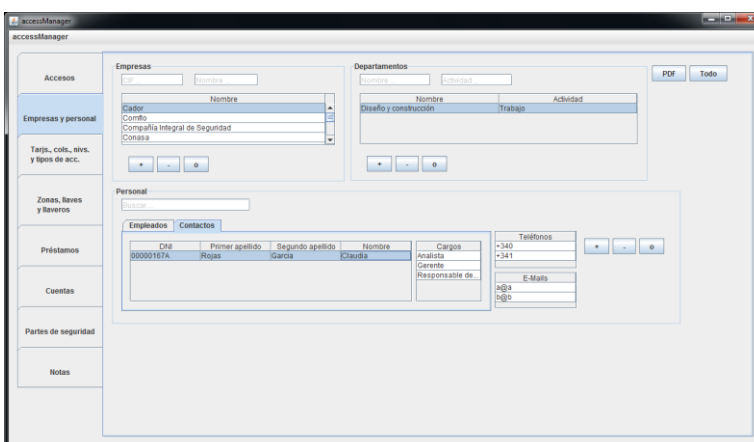 accessManager
accessManager
Accesos
Empresas y personal
Tarjs., cols., nivs.
y tipos de acc.
Zonas, llaves
y llaveros
Préstamos
Cuentas
Partes de seguridad
Notas
Empresas
CIF... Nombre...
Nombre
Cador
Comflo
Compañía Integral de Seguridad
Conasa
+ - o
Departamentos
Nombre... Actividad...
Nombre Actividad
Diseño y construcción Trabajo
+ - o
PDF Todo
Personal
Buscar...
Empleados Contactos
DNI Primer apellido Segundo apellido Nombre
00000167A Rojas García Claudia
Cargos
Analista
Gerente
Responsable de...
Teléfonos
+340
+341
E-Mails
a@a
b@b
+ - o